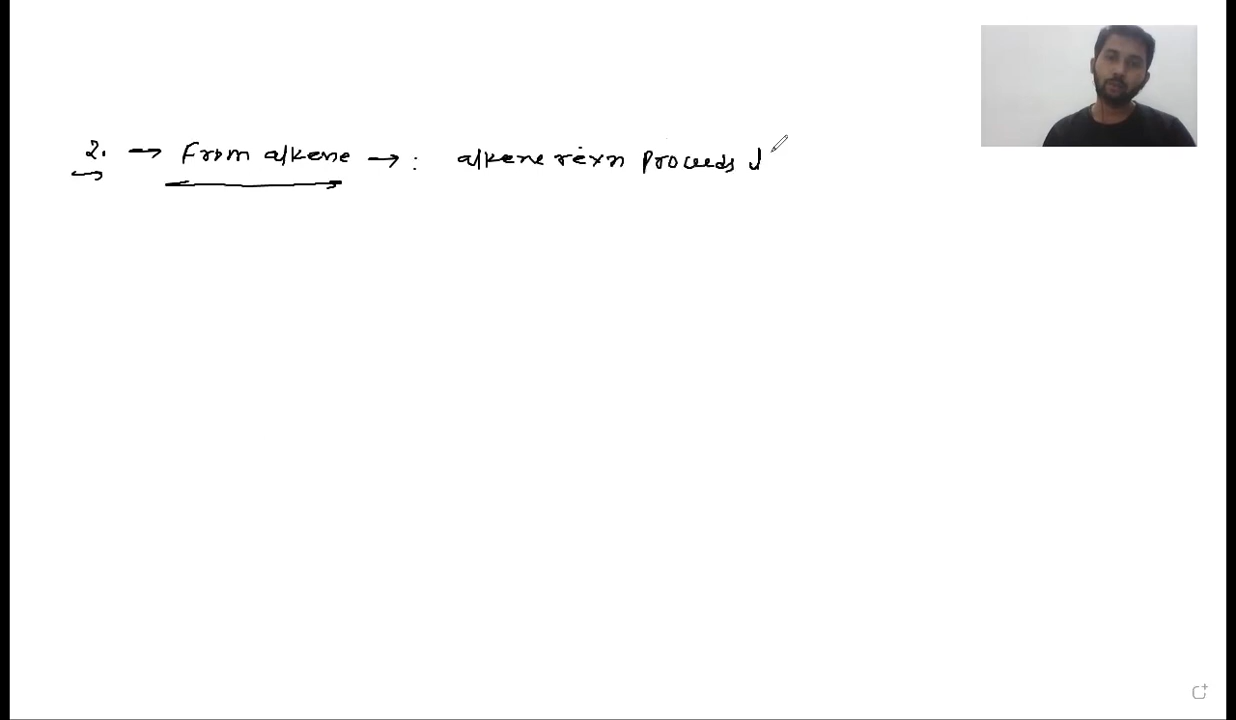 2. → From alkene → : alkene rexn proceeds